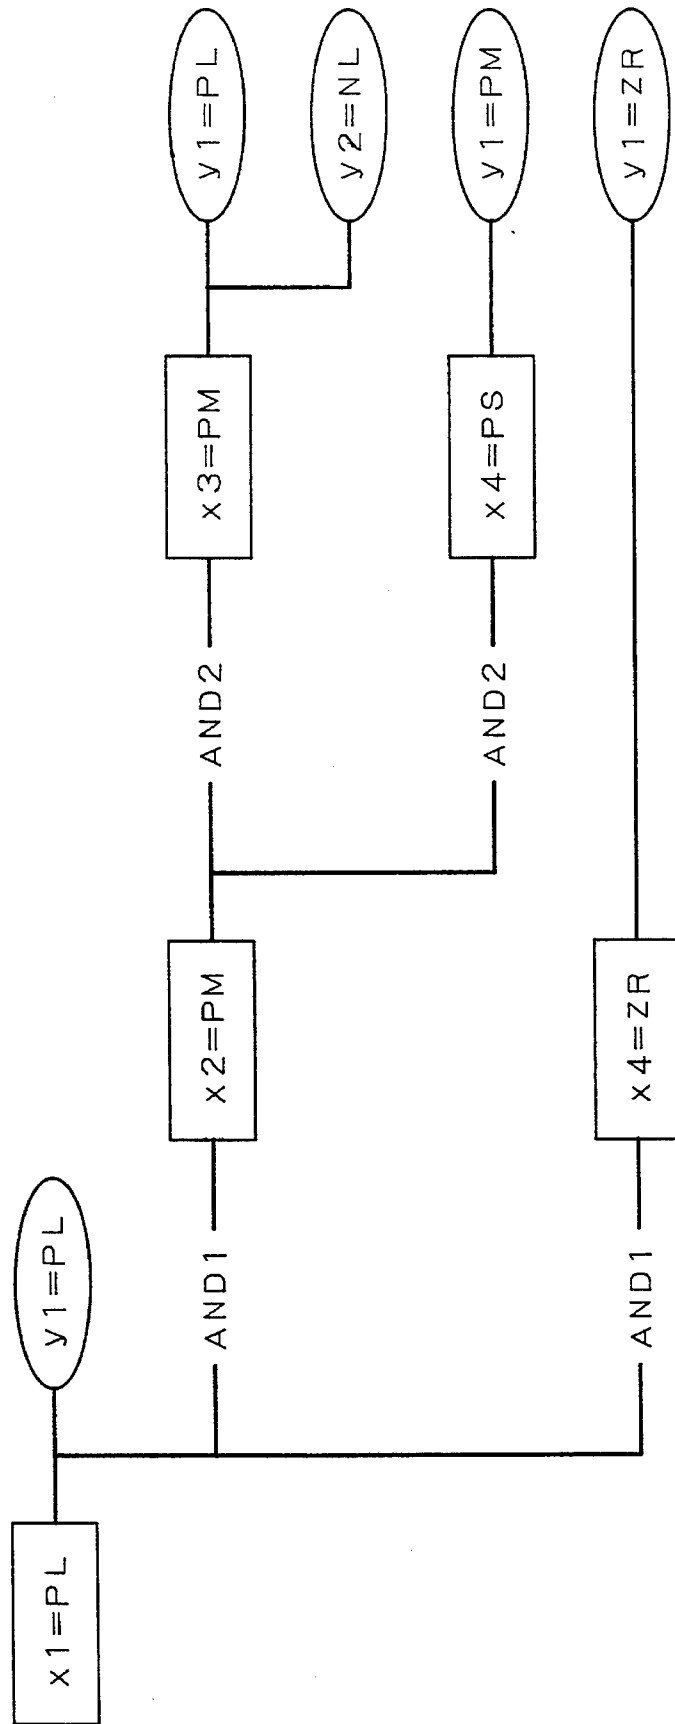 x1=PL
y1=PL
AND1
x2=PM
AND2
x3=PM
y1=PL
y2=NL
AND2
x4=PS
y1=PM
AND1
x4=ZR
y1=ZR